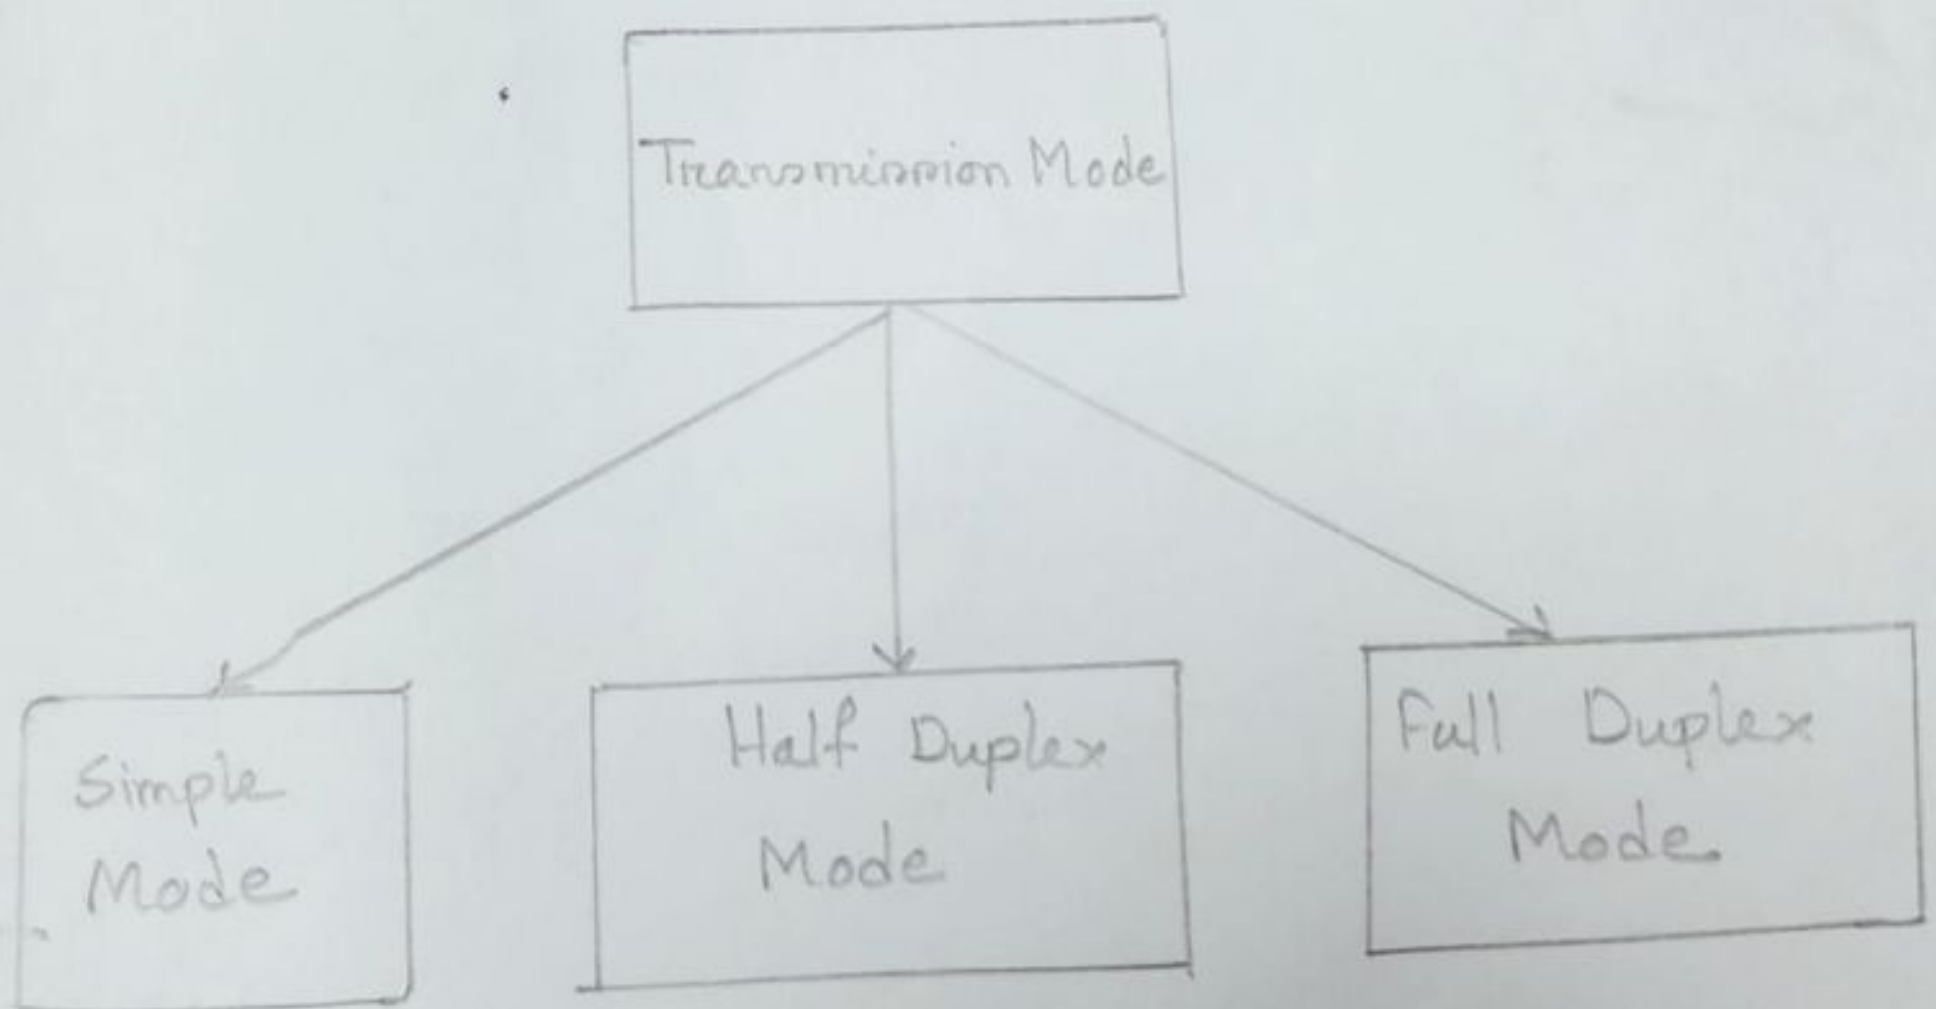 Transmission Mode
Simple
Mode
Half Duplex
Mode
Full Duplex
Mode